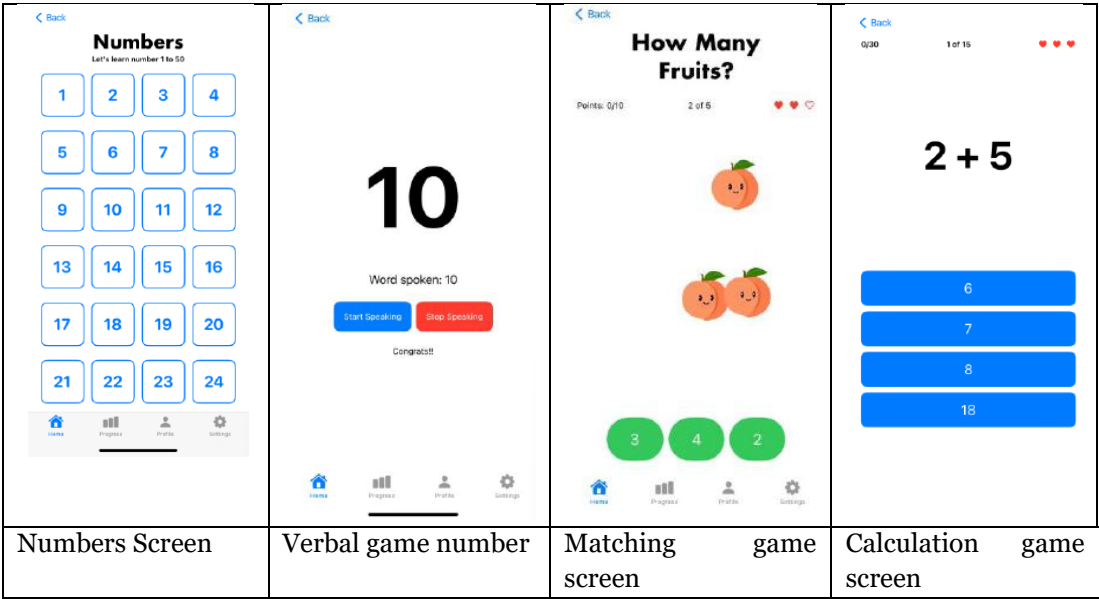 Back
Numbers
Let's learn number 1 to 50
1 2 3 4
5 6 7 8
9 10 11 12
13 14 15 16
17 18 19 20
21 22 23 24
Home Progress Profile Settings
Back
10
Word spoken: 10
Start Speaking Stop Speaking
Congrats!!
Home Progress Profile Settings
Back
How Many
Fruits?
Points: 0/10 2 of 5
3 4 2
Home Progress Profile Settings
Back
0/30 1 of 15
2 + 5
6
7
8
18
Numbers Screen
Verbal game number
Matching game
screen
Calculation game
screen